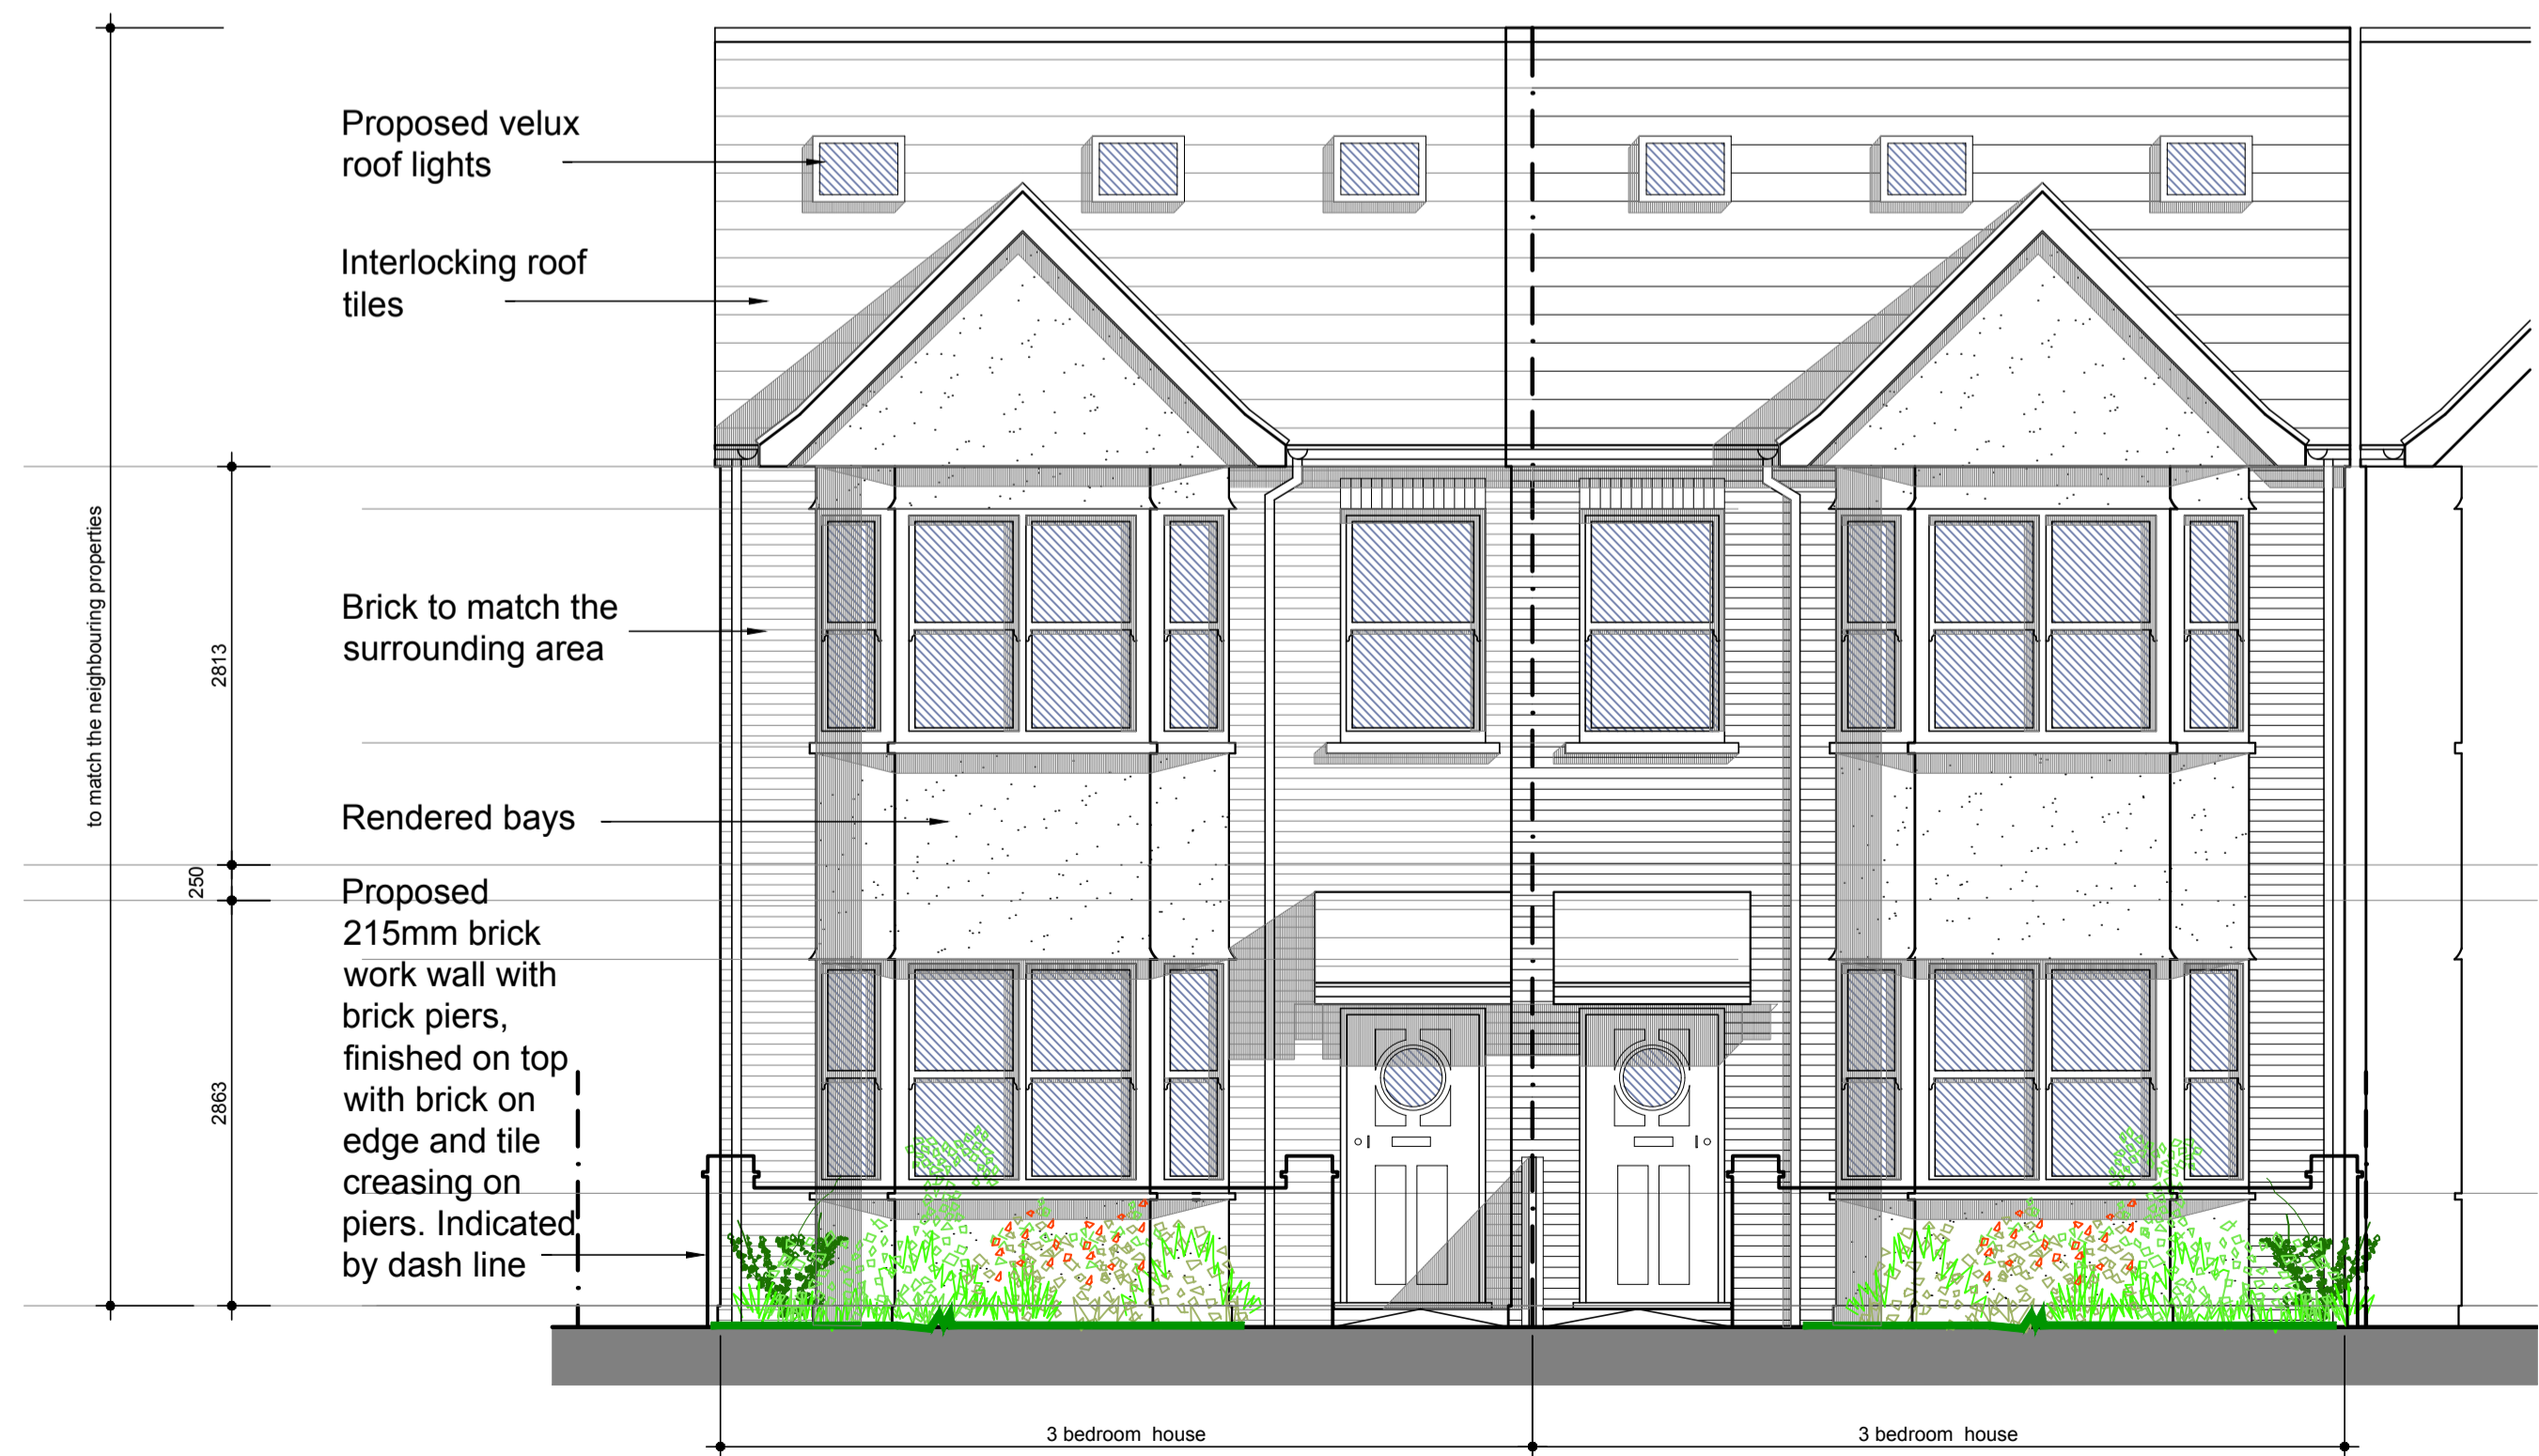 Proposed velux
roof lights
Interlocking roof
tiles
to match the neighbouring properties
2813
Brick to match the
surrounding area
Rendered bays
250
Proposed
215mm brick
work wall with
brick piers,
finished on top
with brick on
edge and tile
creasing on
piers. Indicated
by dash line
2863
3 bedroom house
3 bedroom house